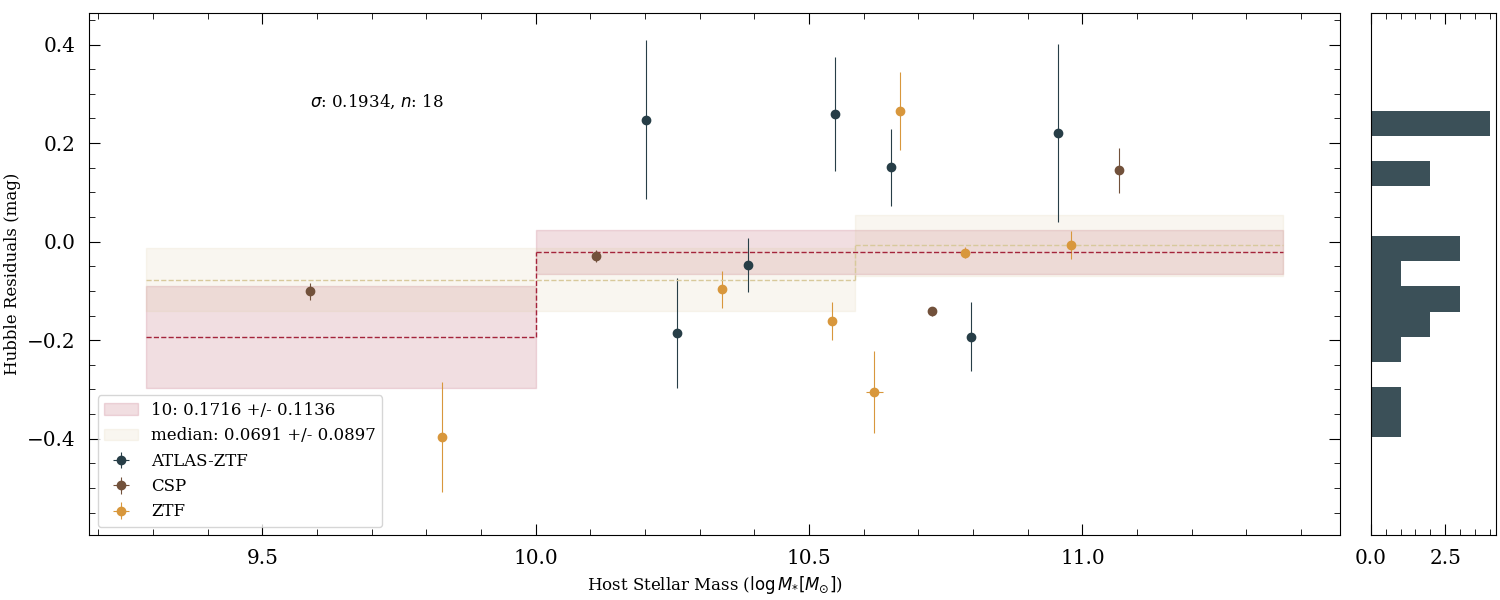 0.4
0.2
0.0
−0.2
−0.4
Hubble Residuals (mag)
σ: 0.1934, n: 18
10: 0.1716 +/- 0.1136
median: 0.0691 +/- 0.0897
ATLAS-ZTF
CSP
ZTF
9.5 10.0 10.5 11.0
Host Stellar Mass (log M*[M⊙])
0.0 2.5